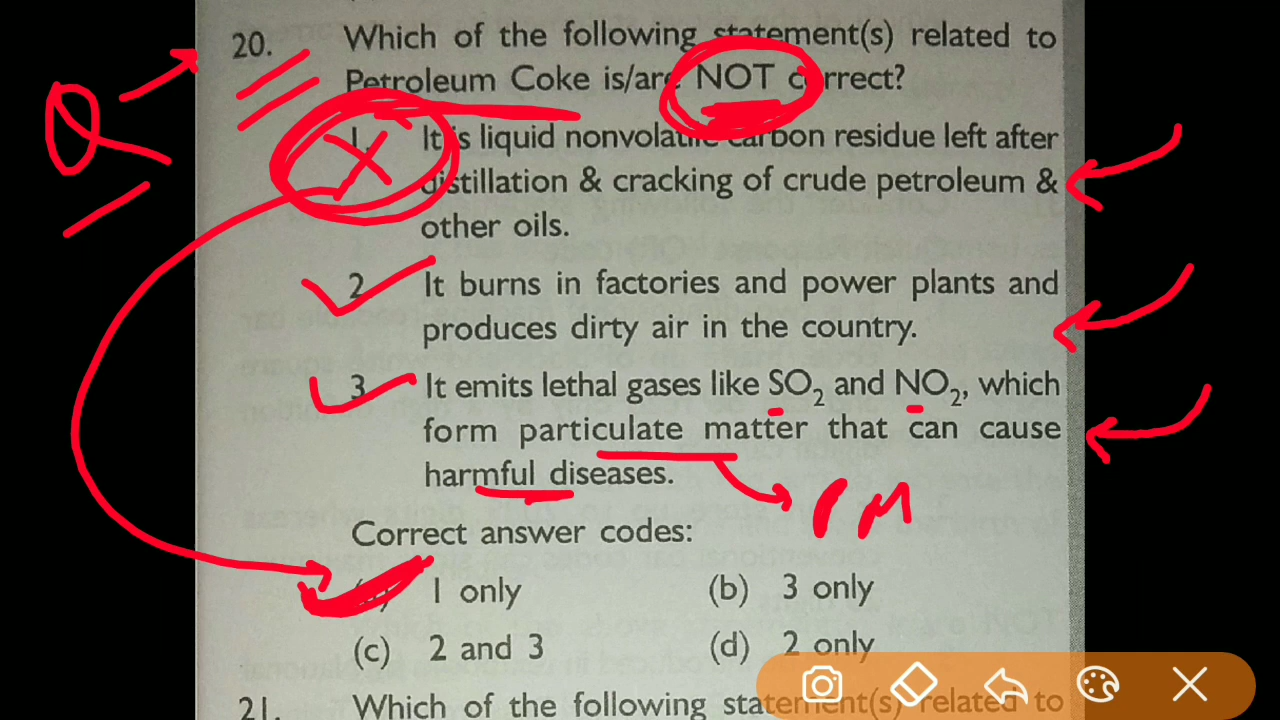 20. Which of the following statement(s) related to
Petroleum Coke is/are NOT correct?
1. It is liquid nonvolatile carbon residue left after
distillation & cracking of crude petroleum &
other oils.
2 It burns in factories and power plants and
produces dirty air in the country.
3 It emits lethal gases like SO₂ and NO₂, which
form particulate matter that can cause
harmful diseases.
PM
Correct answer codes:
1 only (b) 3 only
(c) 2 and 3 (d) 2 only
21. Which of the following statement(s) related to